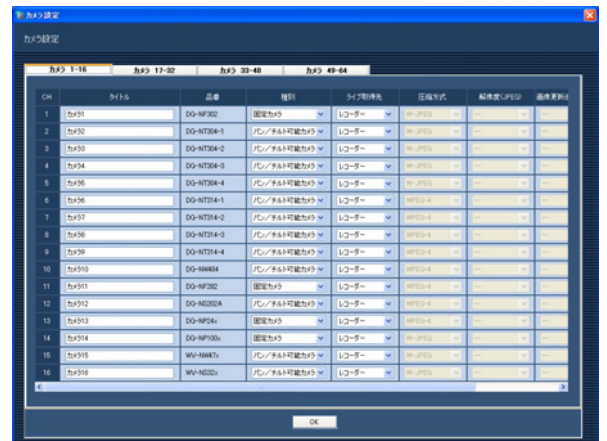 カメラ設定
カメラ設定
カメラ 1-16 カメラ 17-32 カメラ 33-48 カメラ 49-64
CH タイトル 品番 種別 ライブ取得先 圧縮方式 解像度(JPEG)
1 カメラ1 DG-NF302 固定カメラ レコーダー M-JPEG --- ---
2 カメラ2 DG-NT304-1 パン/チルト可能カメラ レコーダー M-JPEG --- ---
3 カメラ3 DG-NT304-2 パン/チルト可能カメラ レコーダー M-JPEG --- ---
4 カメラ4 DG-NT304-3 パン/チルト可能カメラ レコーダー M-JPEG --- ---
5 カメラ5 DG-NT304-4 パン/チルト可能カメラ レコーダー M-JPEG --- ---
6 カメラ6 DG-NT314-1 パン/チルト可能カメラ レコーダー MPEG-4 --- ---
7 カメラ7 DG-NT314-2 パン/チルト可能カメラ レコーダー MPEG-4 --- ---
8 カメラ8 DG-NT314-3 パン/チルト可能カメラ レコーダー MPEG-4 --- ---
9 カメラ9 DG-NT314-4 パン/チルト可能カメラ レコーダー MPEG-4 --- ---
10 カメラ10 DG-NW484 パン/チルト可能カメラ レコーダー MPEG-4 --- ---
11 カメラ11 DG-NF282 固定カメラ レコーダー MPEG-4 --- ---
12 カメラ12 DG-NS202A パン/チルト可能カメラ レコーダー MPEG-4 --- ---
13 カメラ13 DG-NP24x 固定カメラ レコーダー MPEG-4 --- ---
14 カメラ14 DG-NP100x 固定カメラ レコーダー M-JPEG --- ---
15 カメラ15 WV-NW47x パン/チルト可能カメラ レコーダー M-JPEG --- ---
16 カメラ16 WV-NS32x パン/チルト可能カメラ レコーダー M-JPEG --- ---
OK